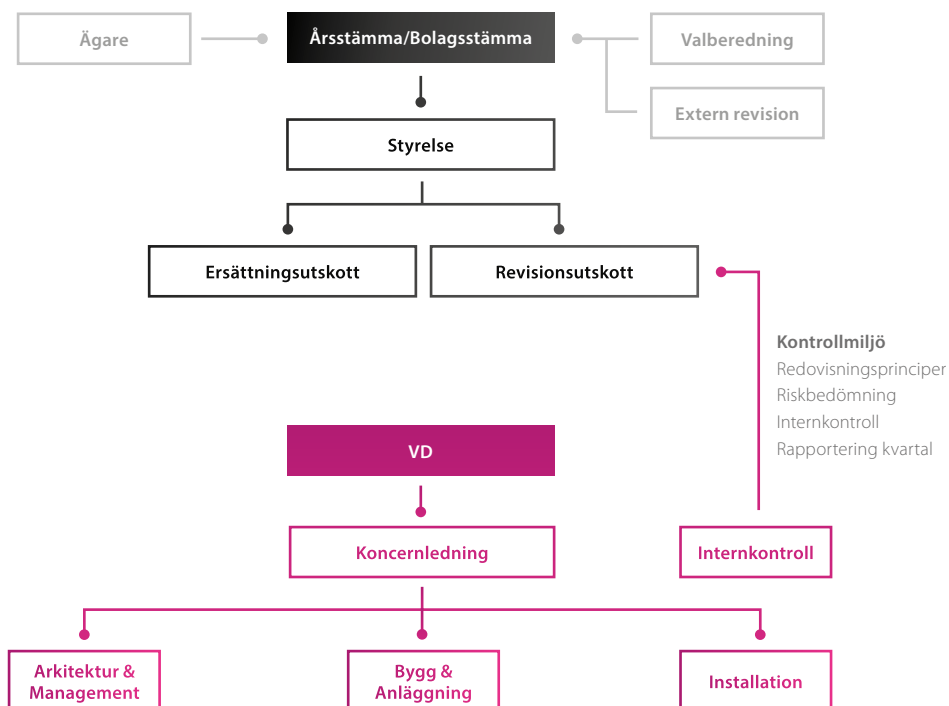 Ägare
Årsstämma/Bolagsstämma
Valberedning
Extern revision
Styrelse
Ersättningsutskott
Revisionsutskott
Kontrollmiljö
Redovisningsprinciper
Riskbedömning
Internkontroll
Rapportering kvartal
VD
Koncernledning
Internkontroll
Arkitektur &
Management
Bygg &
Anläggning
Installation